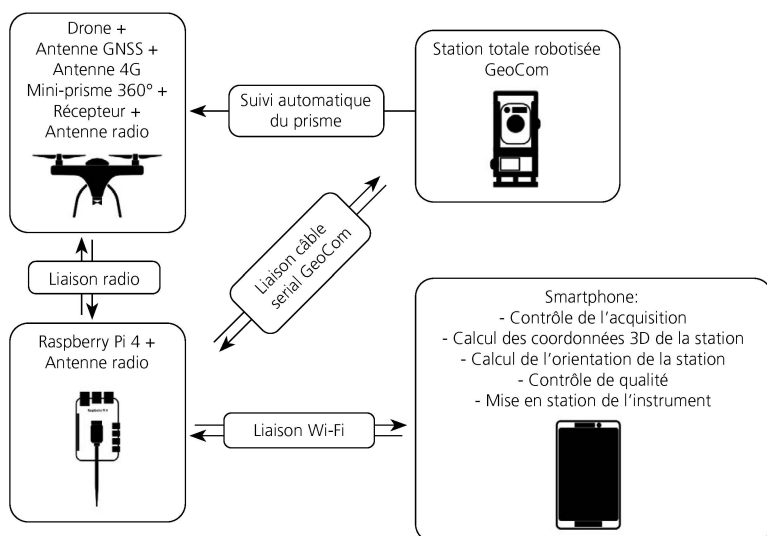 Drone +
Antenne GNSS +
Antenne 4G
Mini-prisme 360° +
Récepteur +
Antenne radio
Suivi automatique
du prisme
Station totale robotisée
GeoCom
Liaison radio
Liaison câble
serial GeoCom
Raspberry Pi 4 +
Antenne radio
Raspberry Pi 4
Liaison Wi-Fi
Smartphone:
- Contrôle de l’acquisition
- Calcul des coordonnées 3D de la station
- Calcul de l’orientation de la station
- Contrôle de qualité
- Mise en station de l’instrument